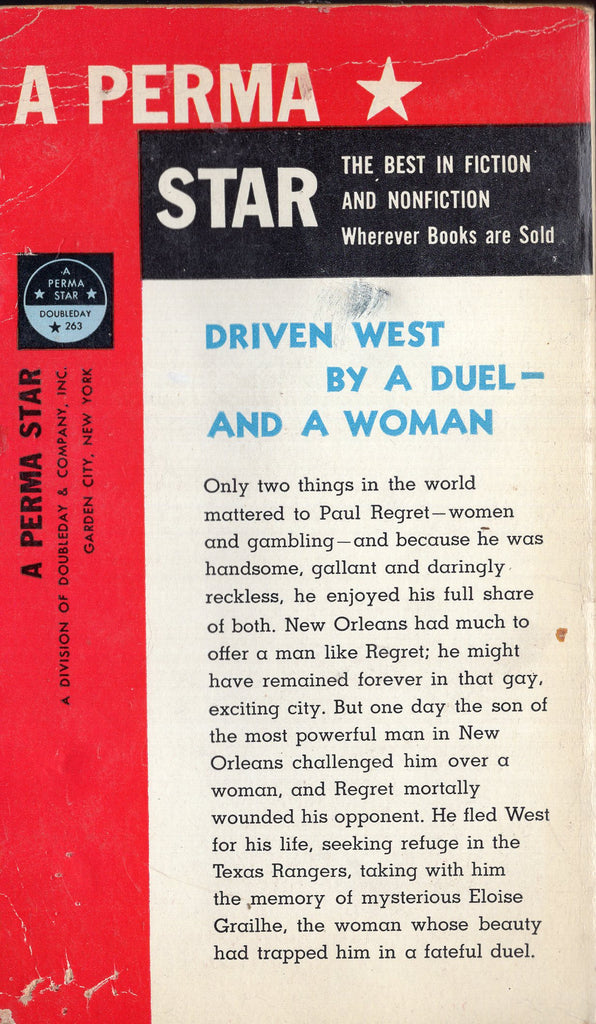 A PERMA ★
STAR
THE BEST IN FICTION
AND NONFICTION
Wherever Books are Sold
A
PERMA
★ STAR ★
DOUBLEDAY
★ 263
A PERMA STAR
A DIVISION OF DOUBLEDAY & COMPANY, INC.
GARDEN CITY, NEW YORK
DRIVEN WEST
BY A DUEL—
AND A WOMAN
Only two things in the world
mattered to Paul Regret—women
and gambling—and because he was
handsome, gallant and daringly
reckless, he enjoyed his full share
of both. New Orleans had much to
offer a man like Regret; he might
have remained forever in that gay,
exciting city. But one day the son of
the most powerful man in New
Orleans challenged him over a
woman, and Regret mortally
wounded his opponent. He fled West
for his life, seeking refuge in the
Texas Rangers, taking with him
the memory of mysterious Eloise
Grailhe, the woman whose beauty
had trapped him in a fateful duel.